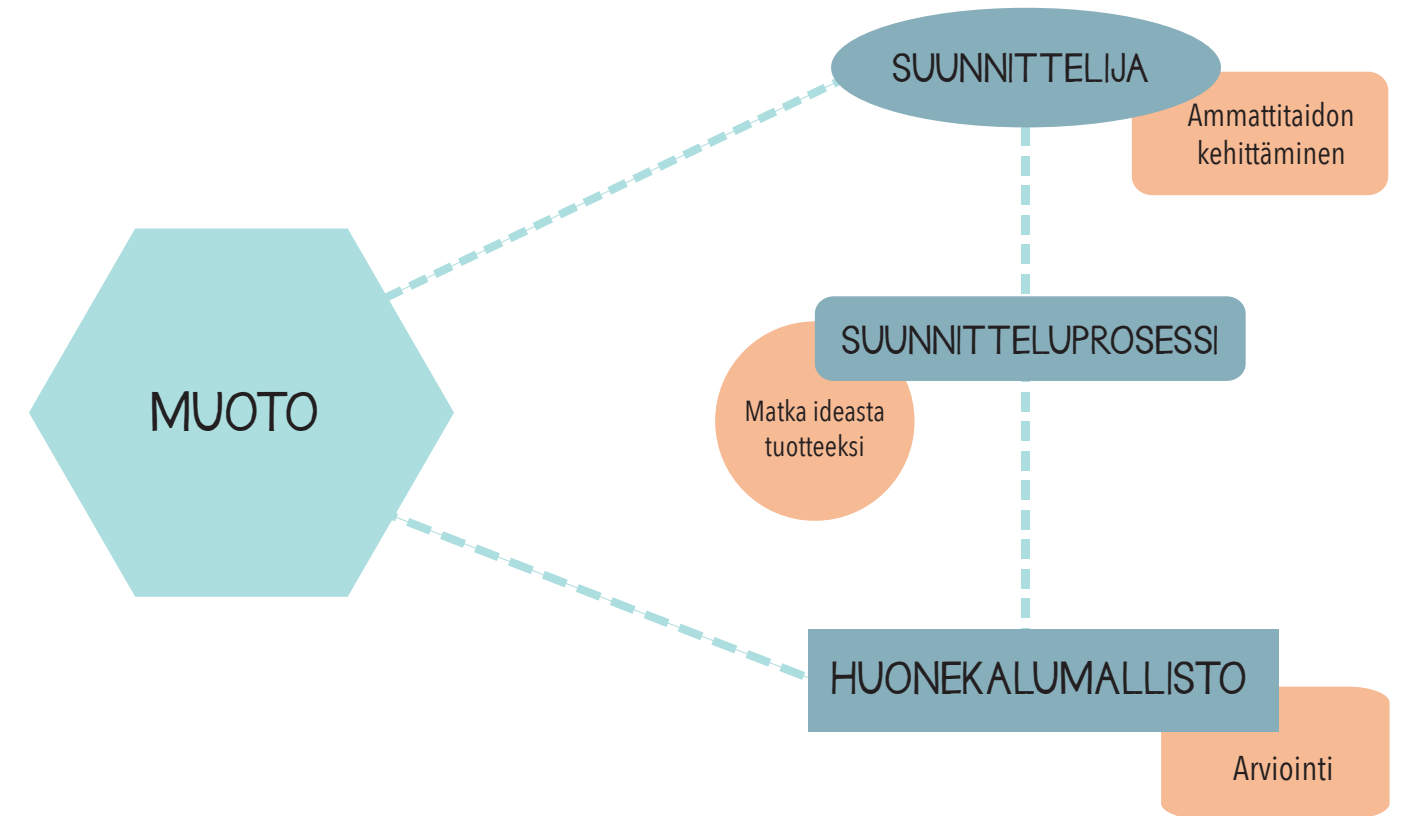 SUUNNITTELIJA
Ammattitaidon
kehittäminen
SUUNNITTELUPROSESSI
MUOTO
Matka ideasta
tuotteeksi
HUONEKALUMALLISTO
Arviointi